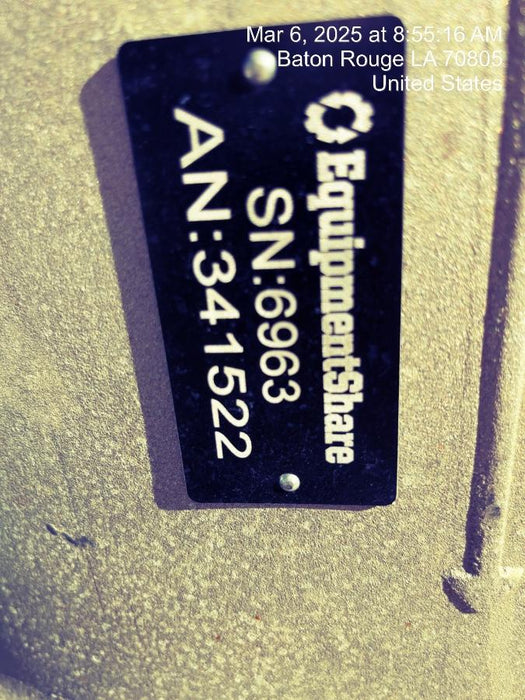 Mar 6, 2025 at 8:55:16 AM
Baton Rouge LA 70805
United States
EquipmentShare
SN:6963
AN:341522